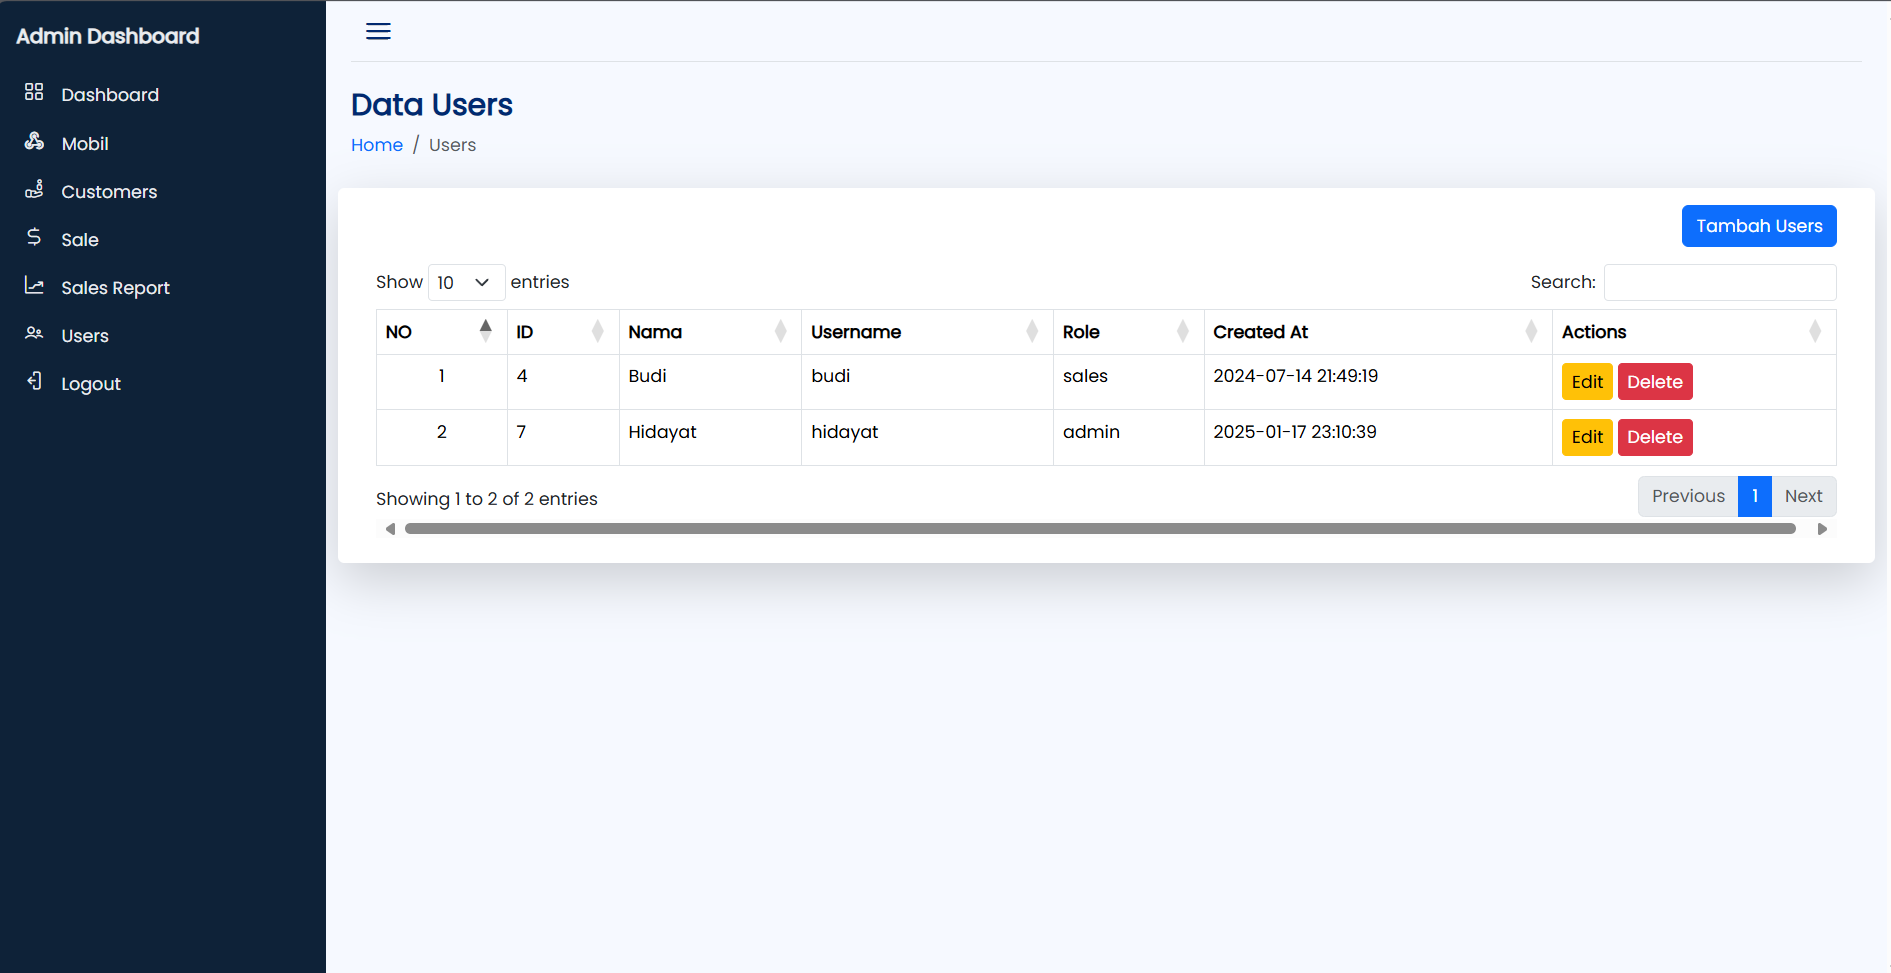 Admin Dashboard
Dashboard
Mobil
Customers
Sale
Sales Report
Users
Logout
Data Users
Home / Users
Tambah Users
Show 10 entries
Search:
NO ID Nama Username Role Created At Actions
1 4 Budi budi sales 2024-07-14 21:49:19 Edit Delete
2 7 Hidayat hidayat admin 2025-01-17 23:10:39 Edit Delete
Showing 1 to 2 of 2 entries
Previous 1 Next